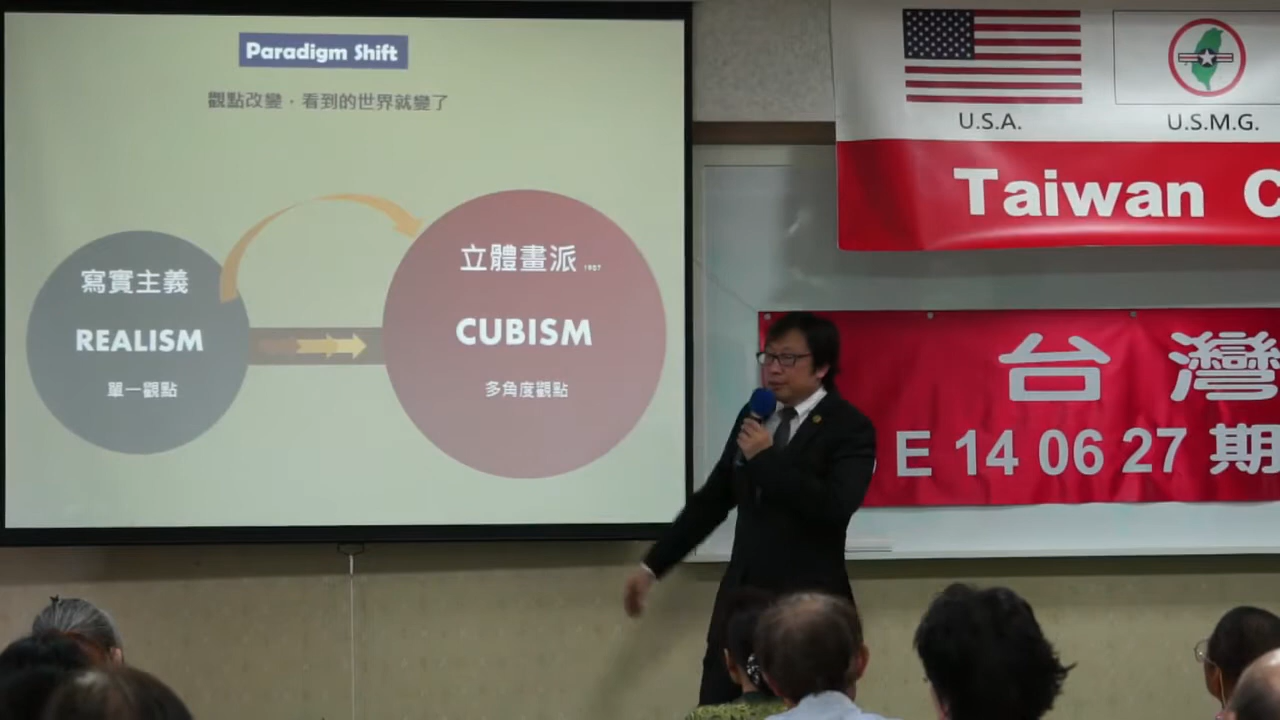 Paradigm Shift
觀點改變，看到的世界就變了
寫實主義
REALISM
單一觀點
立體畫派 1907
CUBISM
多角度觀點
U.S.A.
U.S.M.G.
Taiwan C
台灣
E 14 06 27 期